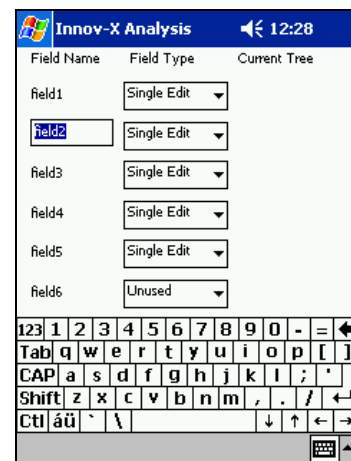 Innov-X Analysis 12:28
Field Name Field Type Current Tree
field1 Single Edit
field2 Single Edit
field3 Single Edit
field4 Single Edit
field5 Single Edit
field6 Unused
123 1 2 3 4 5 6 7 8 9 0 - =
Tab q w e r t y u i o p [ ]
CAP a s d f g h j k l ; '
Shift z x c v b n m , . /
Ctl áü ` \ ↓ ↑ ← →